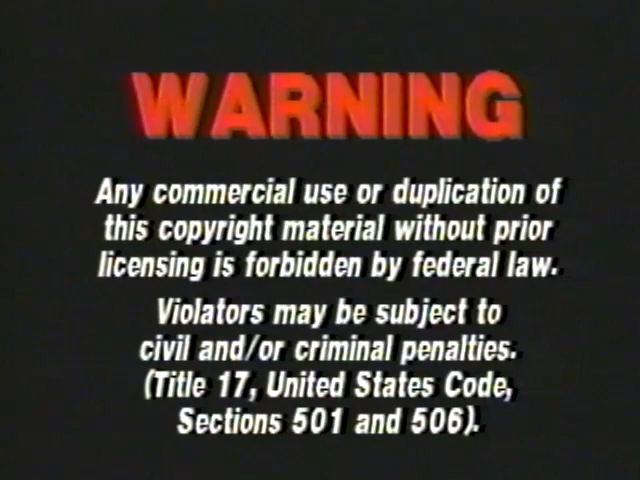 WARNING
Any commercial use or duplication of
this copyright material without prior
licensing is forbidden by federal law.
Violators may be subject to
civil and/or criminal penalties.
(Title 17, United States Code,
Sections 501 and 506).